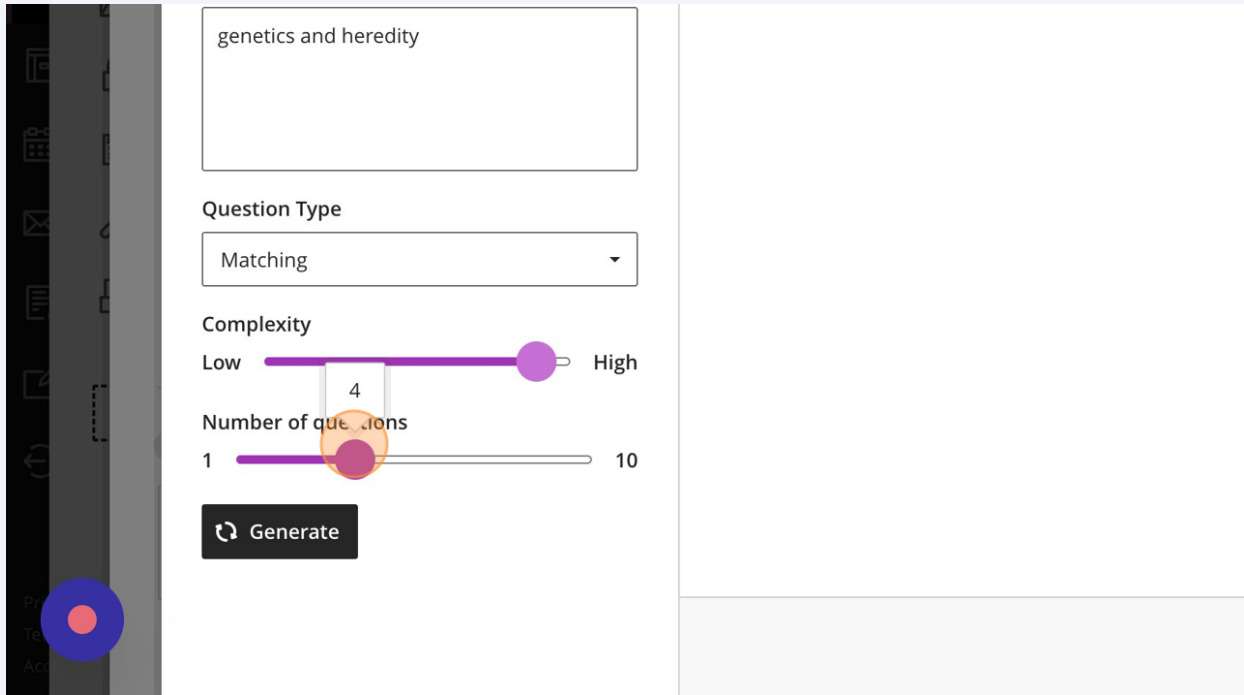 genetics and heredity
Question Type
Matching
Complexity
Low High
4
Number of questions
1 10
Generate